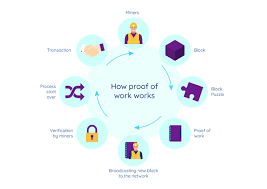 Miners
Transaction
Block
How proof of
work works
Process
start
over
Block
Puzzle
Verification
by miners
Proof of
work
Broadcasting new block
to the network